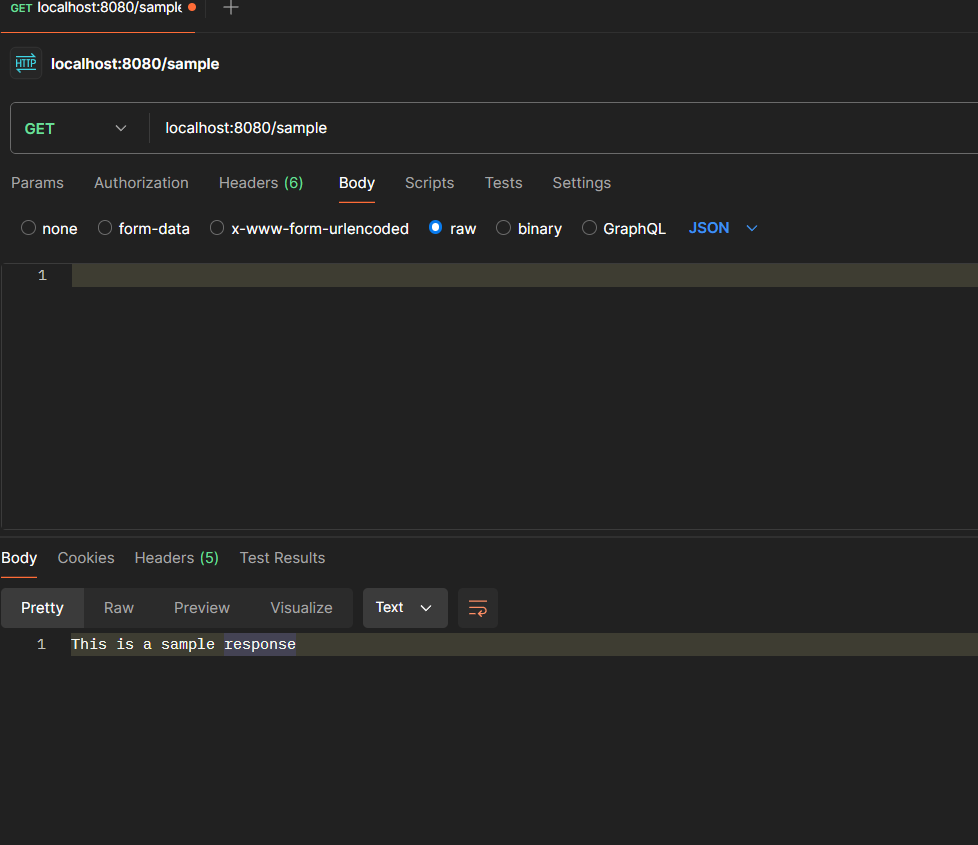 GET localhost:8080/sample
HTTP localhost:8080/sample
GET localhost:8080/sample
Params Authorization Headers (6) Body Scripts Tests Settings
none form-data x-www-form-urlencoded raw binary GraphQL JSON
1
Body Cookies Headers (5) Test Results
Pretty Raw Preview Visualize Text
1 This is a sample response